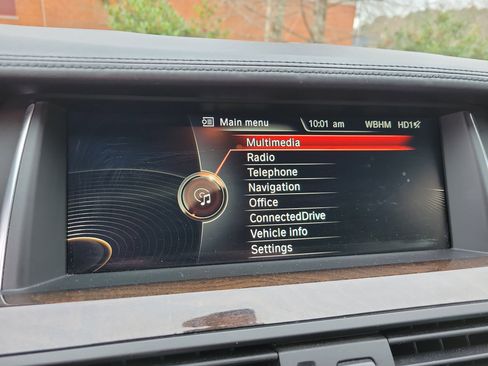 Main menu 10:01 am WBHM HD1
Multimedia
Radio
Telephone
Navigation
Office
ConnectedDrive
Vehicle info
Settings